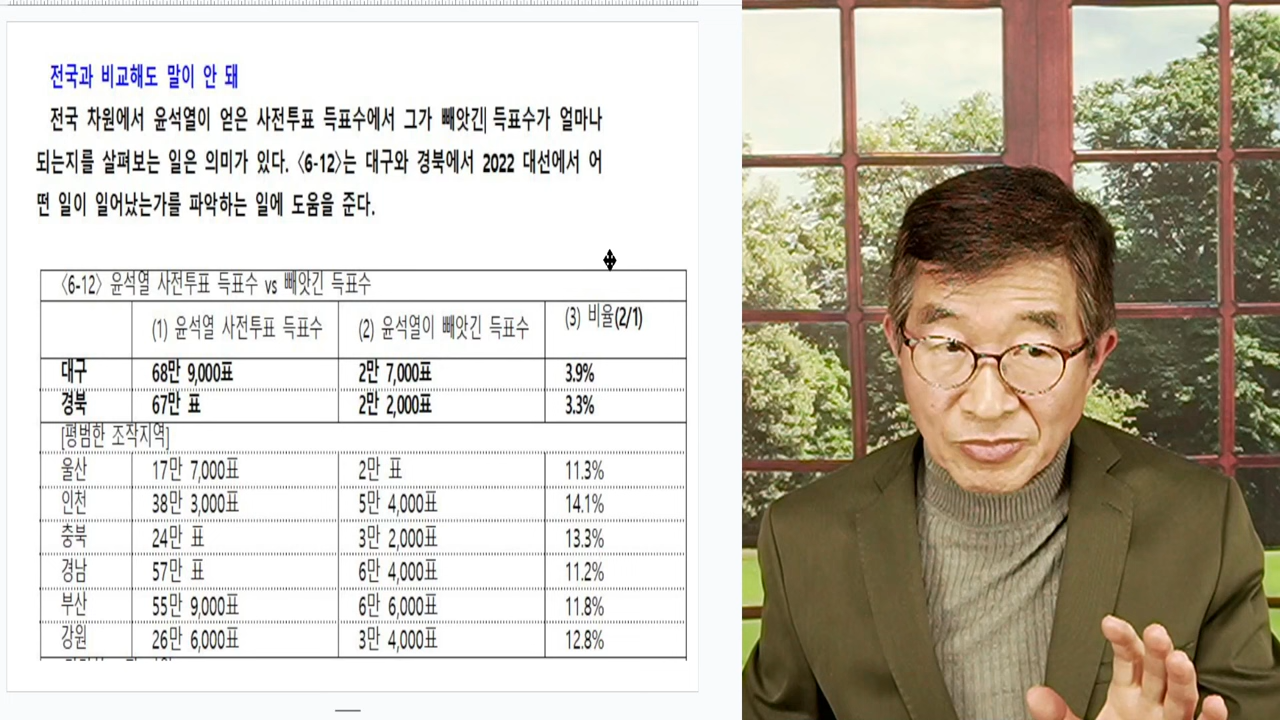 전국과 비교해도 말이 안 돼
전국 차원에서 윤석열이 얻은 사전투표 득표수에서 그가 빼앗긴 득표수가 얼마나
되는지를 살펴보는 일은 의미가 있다. <6-12>는 대구와 경북에서 2022 대선에서 어
떤 일이 일어났는가를 파악하는 일에 도움을 준다.
<6-12> 윤석열 사전투표 득표수 vs 빼앗긴 득표수
(1) 윤석열 사전투표 득표수 (2) 윤석열이 빼앗긴 득표수 (3) 비율(2/1)
대구 68만 9,000표 2만 7,000표 3.9%
경북 67만 표 2만 2,000표 3.3%
[평범한 조작지역]
울산 17만 7,000표 2만 표 11.3%
인천 38만 3,000표 5만 4,000표 14.1%
충북 24만 표 3만 2,000표 13.3%
경남 57만 표 6만 4,000표 11.2%
부산 55만 9,000표 6만 6,000표 11.8%
강원 26만 6,000표 3만 4,000표 12.8%